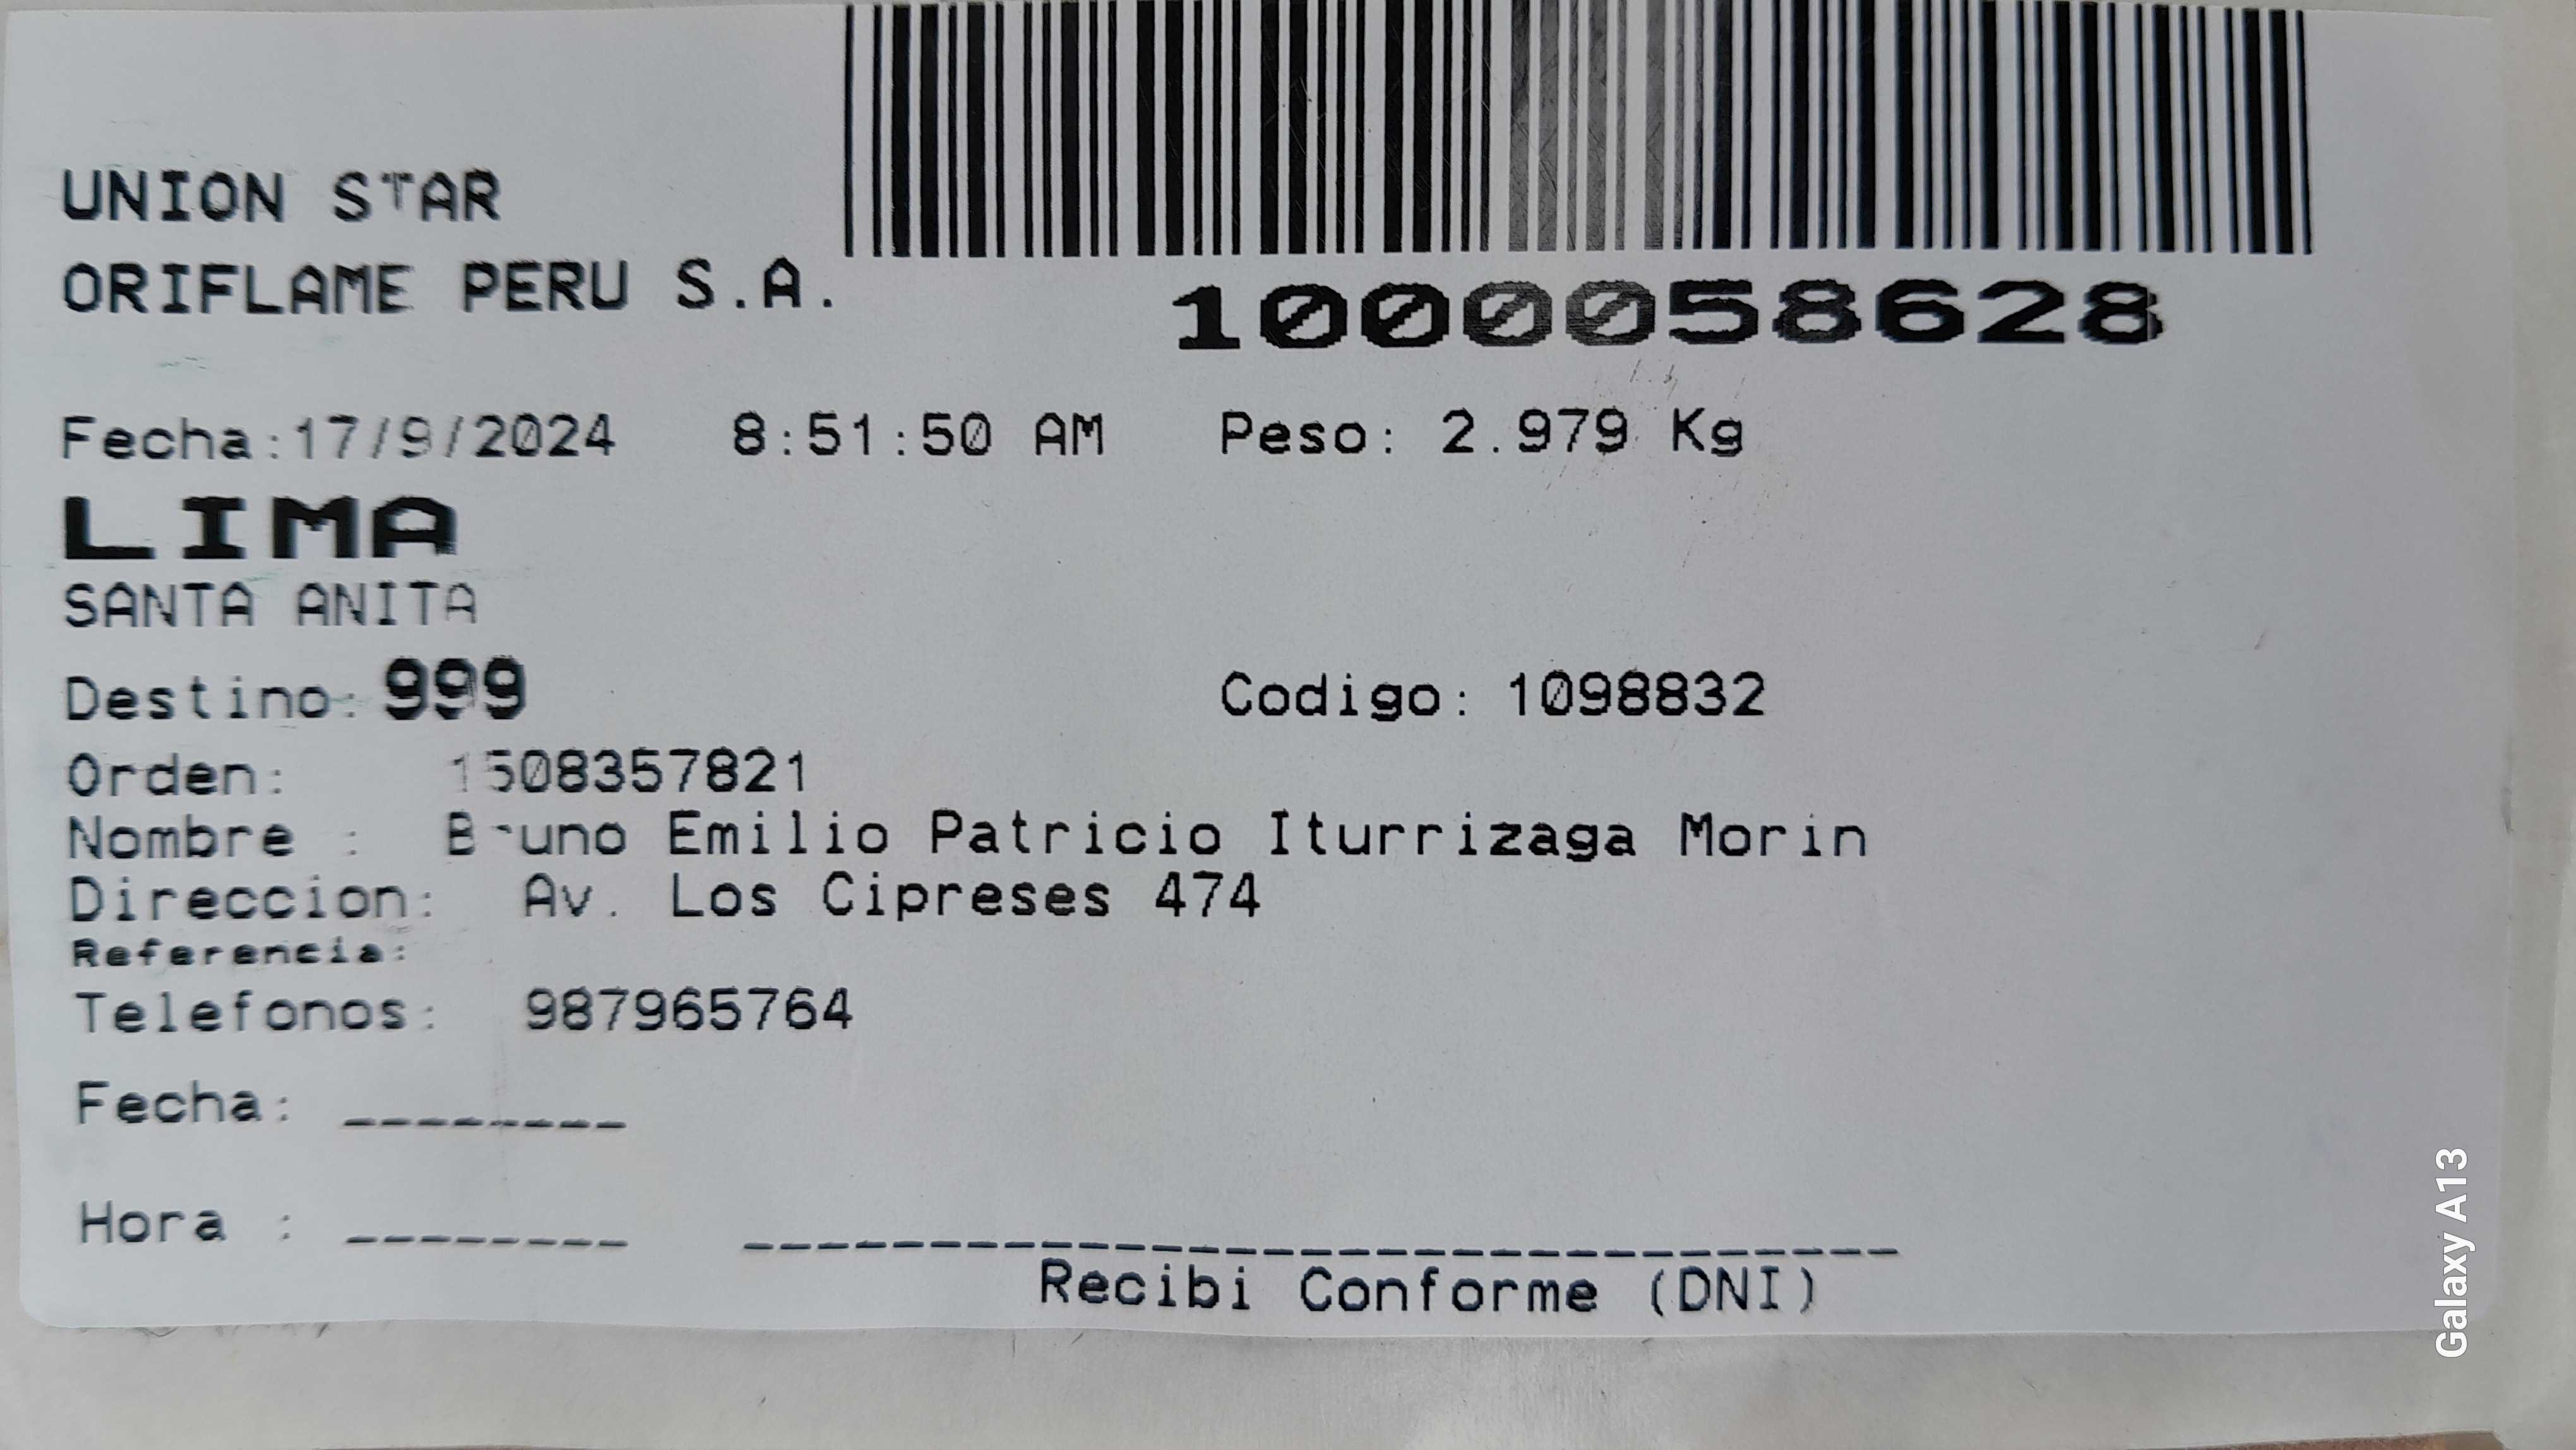 UNION STAR
ORIFLAME PERU S.A.
1000058628
Fecha:17/9/2024 8:51:50 AM Peso: 2.979 Kg
LIMA
SANTA ANITA
Destino: 999 Codigo: 1098832
Orden: 1508357821
Nombre : Bruno Emilio Patricio Iturrizaga Morin
Direccion: Av. Los Cipreses 474
Referencia:
Telefonos: 987965764
Fecha: ________
Hora : ________
Recibi Conforme (DNI)
Galaxy A13